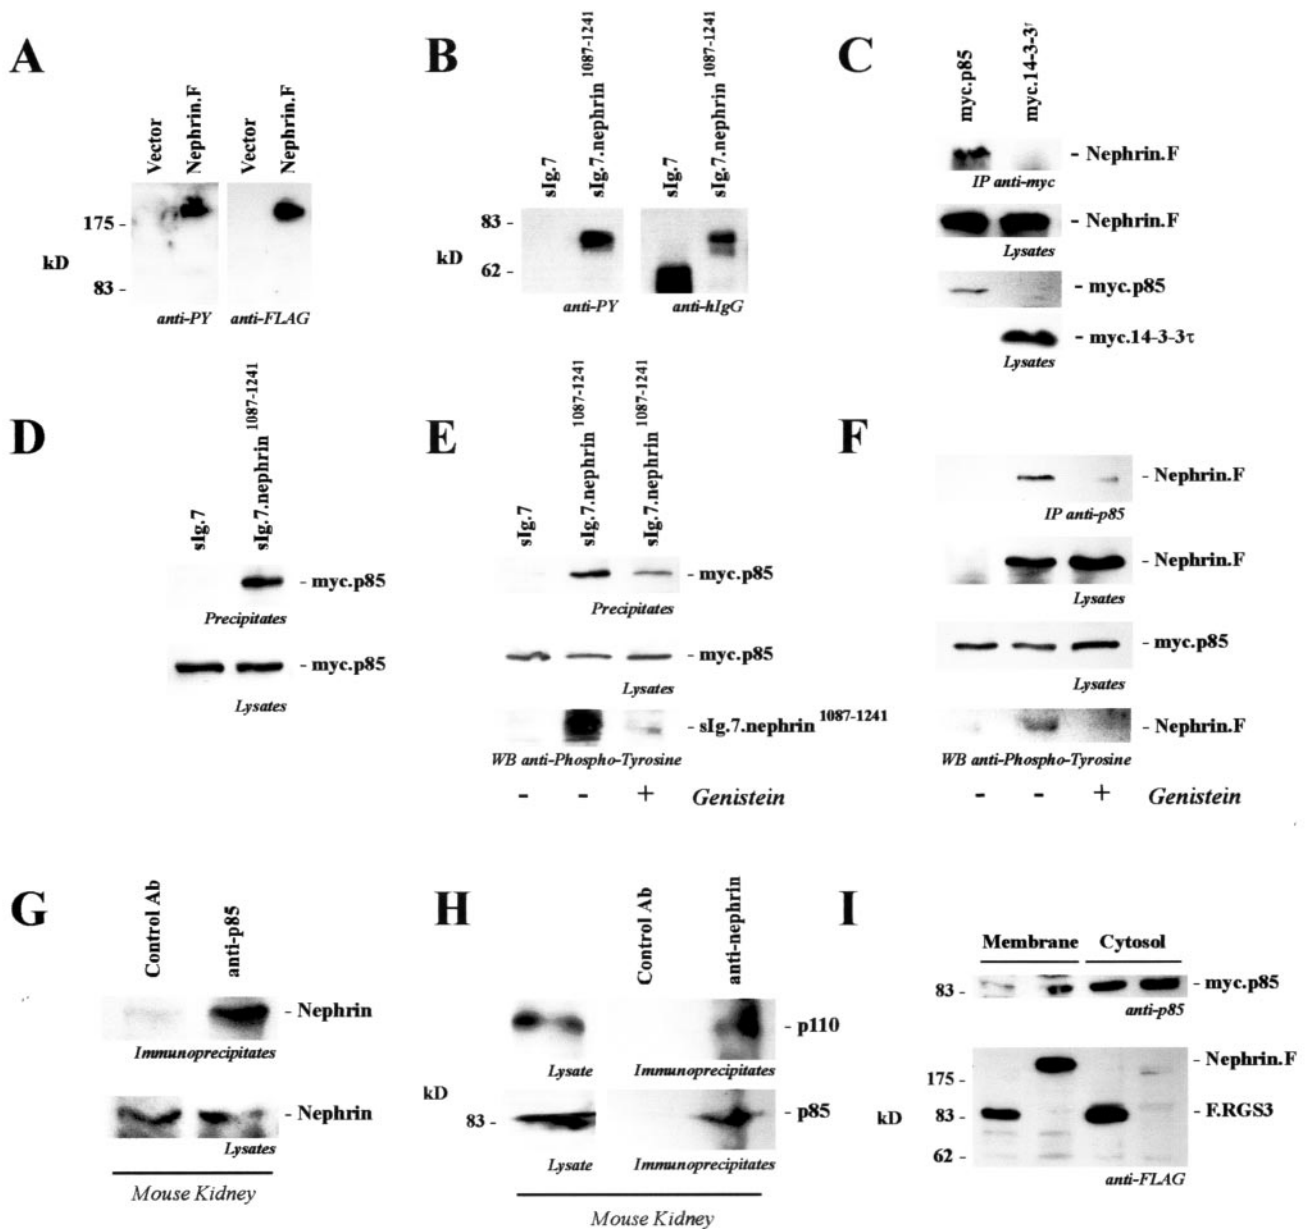 A
Vector
Nephrin.F
Vector
Nephrin.F
175 -
kD
83 -
anti-PY
anti-FLAG
B
sIg.7
sIg.7.nephrin 1087-1241
sIg.7
sIg.7.nephrin 1087-1241
83 -
kD
62 -
anti-PY
anti-hIgG
C
myc.p85
myc.14-3-3τ
- Nephrin.F
IP anti-myc
- Nephrin.F
Lysates
- myc.p85
- myc.14-3-3τ
Lysates
D
sIg.7
sIg.7.nephrin 1087-1241
- myc.p85
Precipitates
- myc.p85
Lysates
E
sIg.7
sIg.7.nephrin 1087-1241
sIg.7.nephrin 1087-1241
- myc.p85
Precipitates
- myc.p85
Lysates
- sIg.7.nephrin 1087-1241
WB anti-Phospho-Tyrosine
- - + Genistein
F
- Nephrin.F
IP anti-p85
- Nephrin.F
Lysates
- myc.p85
Lysates
- Nephrin.F
WB anti-Phospho-Tyrosine
- - + Genistein
G
Control Ab
anti-p85
- Nephrin
Immunoprecipitates
- Nephrin
Lysates
Mouse Kidney
H
Control Ab
anti-nephrin
- p110
Lysate
Immunoprecipitates
kD
83 -
- p85
Lysate
Immunoprecipitates
Mouse Kidney
I
Membrane Cytosol
83 -
- myc.p85
anti-p85
- Nephrin.F
175 -
kD
83 -
- F.RGS3
62 -
anti-FLAG